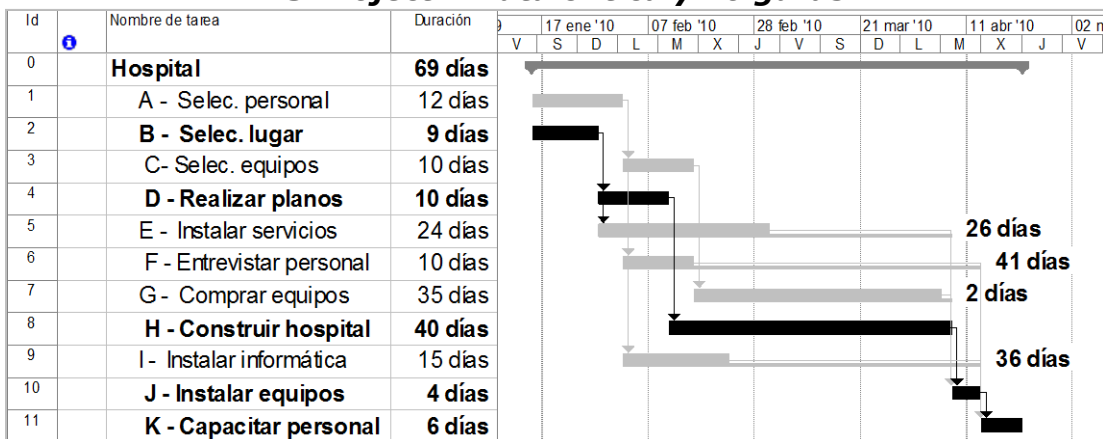 Id Nombre de tarea Duración 9 17 ene '10 07 feb '10 28 feb '10 21 mar '10 11 abr '10 02 m
V S D L M X J V S D L M X J V
0 Hospital 69 días
1 A - Selec. personal 12 días
2 B - Selec. lugar 9 días
3 C- Selec. equipos 10 días
4 D - Realizar planos 10 días
5 E - Instalar servicios 24 días 26 días
6 F - Entrevistar personal 10 días 41 días
7 G - Comprar equipos 35 días 2 días
8 H - Construir hospital 40 días
9 I - Instalar informática 15 días 36 días
10 J - Instalar equipos 4 días
11 K - Capacitar personal 6 días